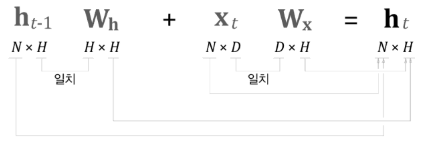 h_{t-1} W_h + x_t W_x = h_t
N × H H × H N × D D × H N × H
일치 일치